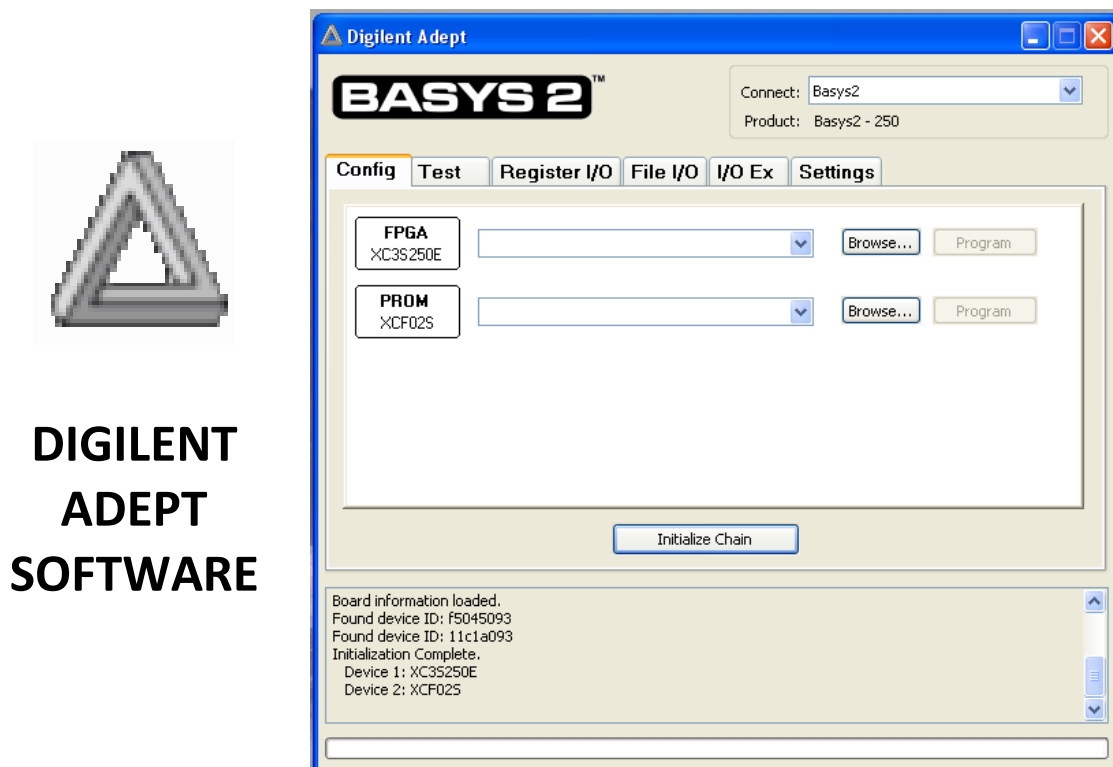 DIGILENT
ADEPT
SOFTWARE
Digilent Adept
BASYS 2™
Connect: Basys2
Product: Basys2 - 250
Config Test Register I/O File I/O I/O Ex Settings
FPGA
XC3S250E
Browse... Program
PROM
XCF02S
Browse... Program
Initialize Chain
Board information loaded.
Found device ID: f5045093
Found device ID: 11c1a093
Initialization Complete.
Device 1: XC3S250E
Device 2: XCF02S